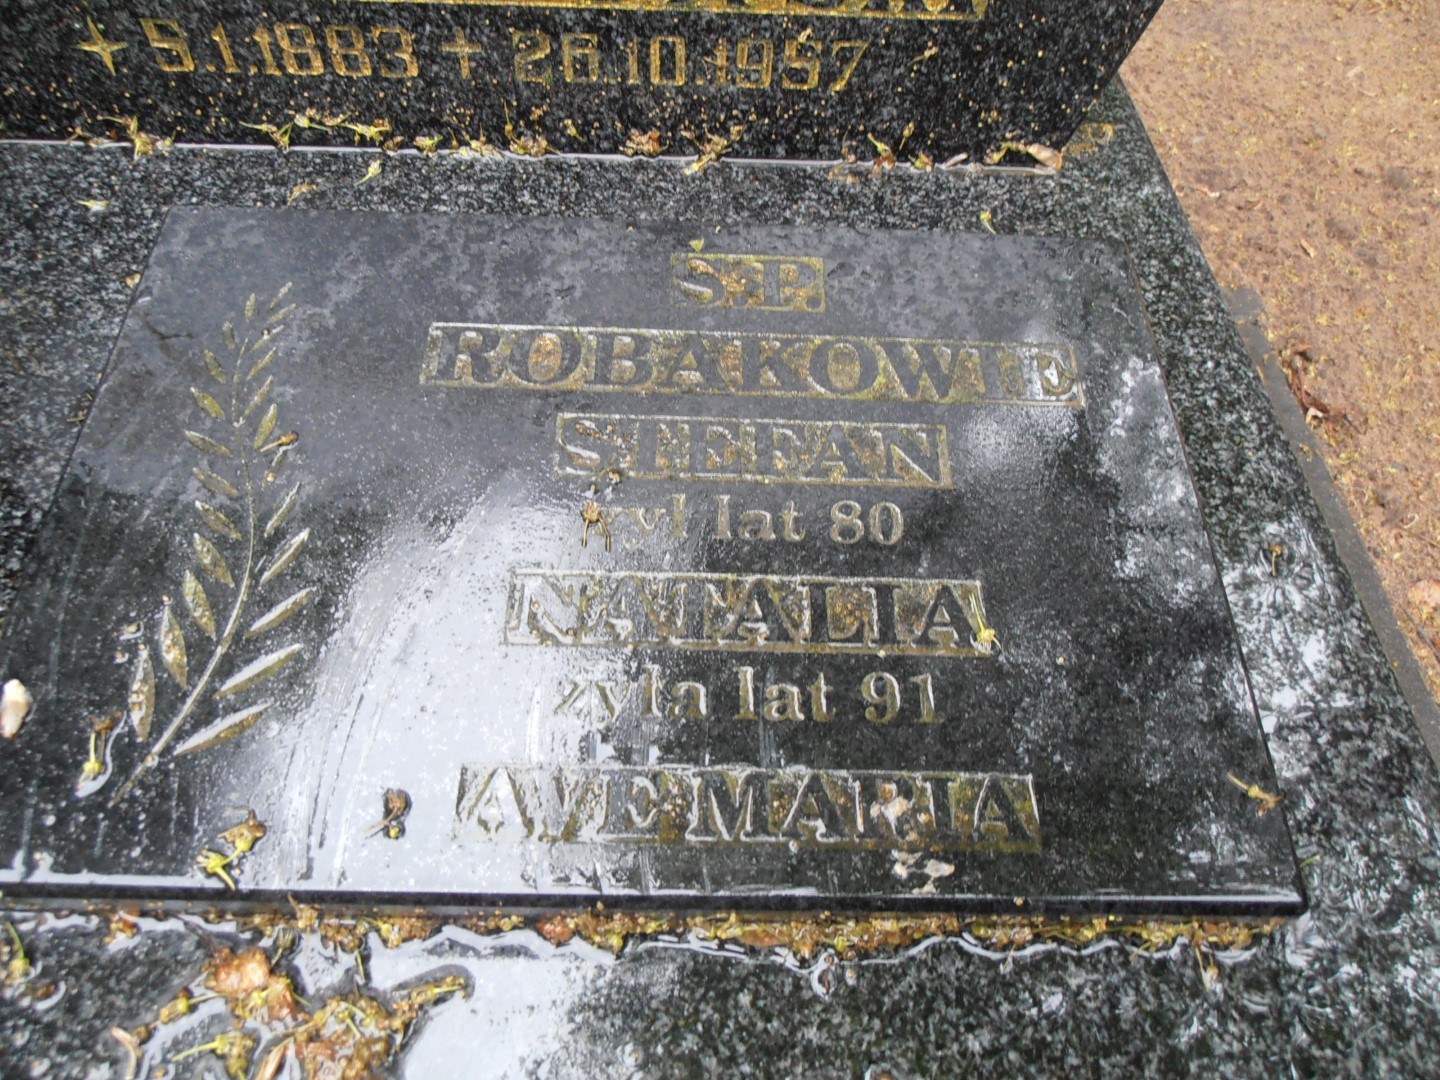 5.1.1883 + 26.10.1957
Ś.P.
ROBAKOWIE
STEFAN
żył lat 80
NATALIA
żyła lat 91
AVE MARIA